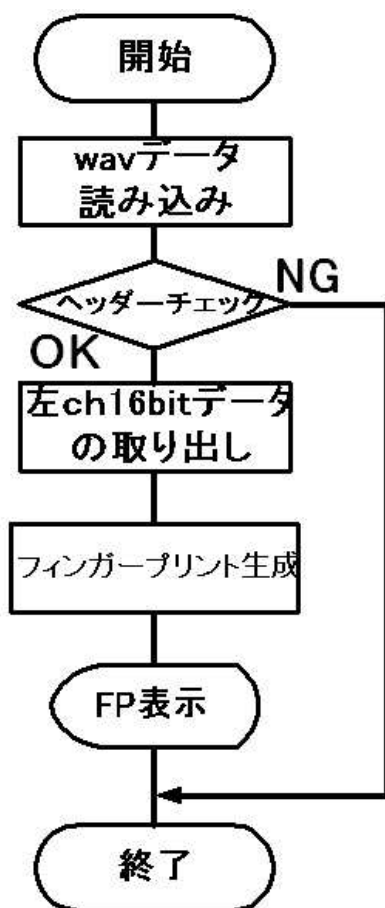 開始
wavデータ
読み込み
ヘッダーチェック
NG
OK
左ch16bitデータ
の取り出し
フィンガープリント生成
FP表示
終了